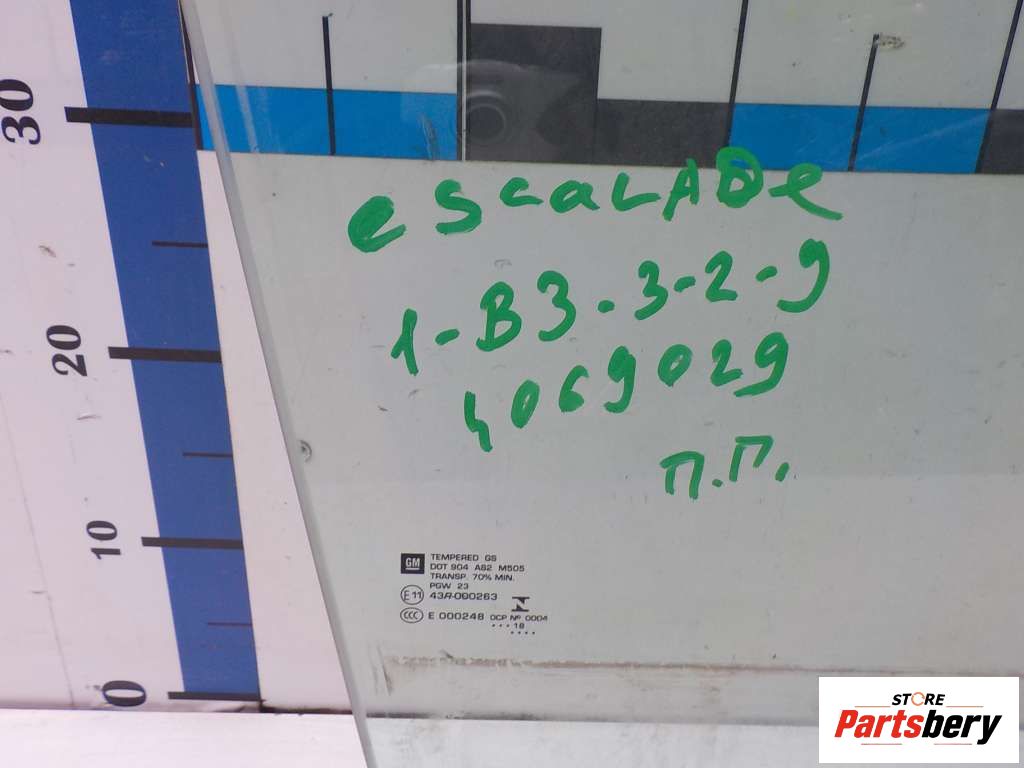 30
20
10
0
eScaLADe
1-B3-3-2-9
4069029
п.п.
GM
TEMPERED GS
DOT 904 AS2 M505
TRANSP. 70% MIN.
PGW 23
E11 43R-000263
CCC E 000248 OCP Nº 0004
18
STORE
Partsbery